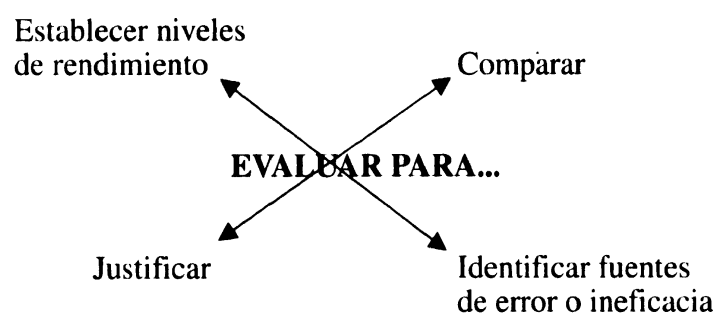 Establecer niveles
de rendimiento
Comparar
EVALUAR PARA...
Justificar
Identificar fuentes
de error o ineficacia